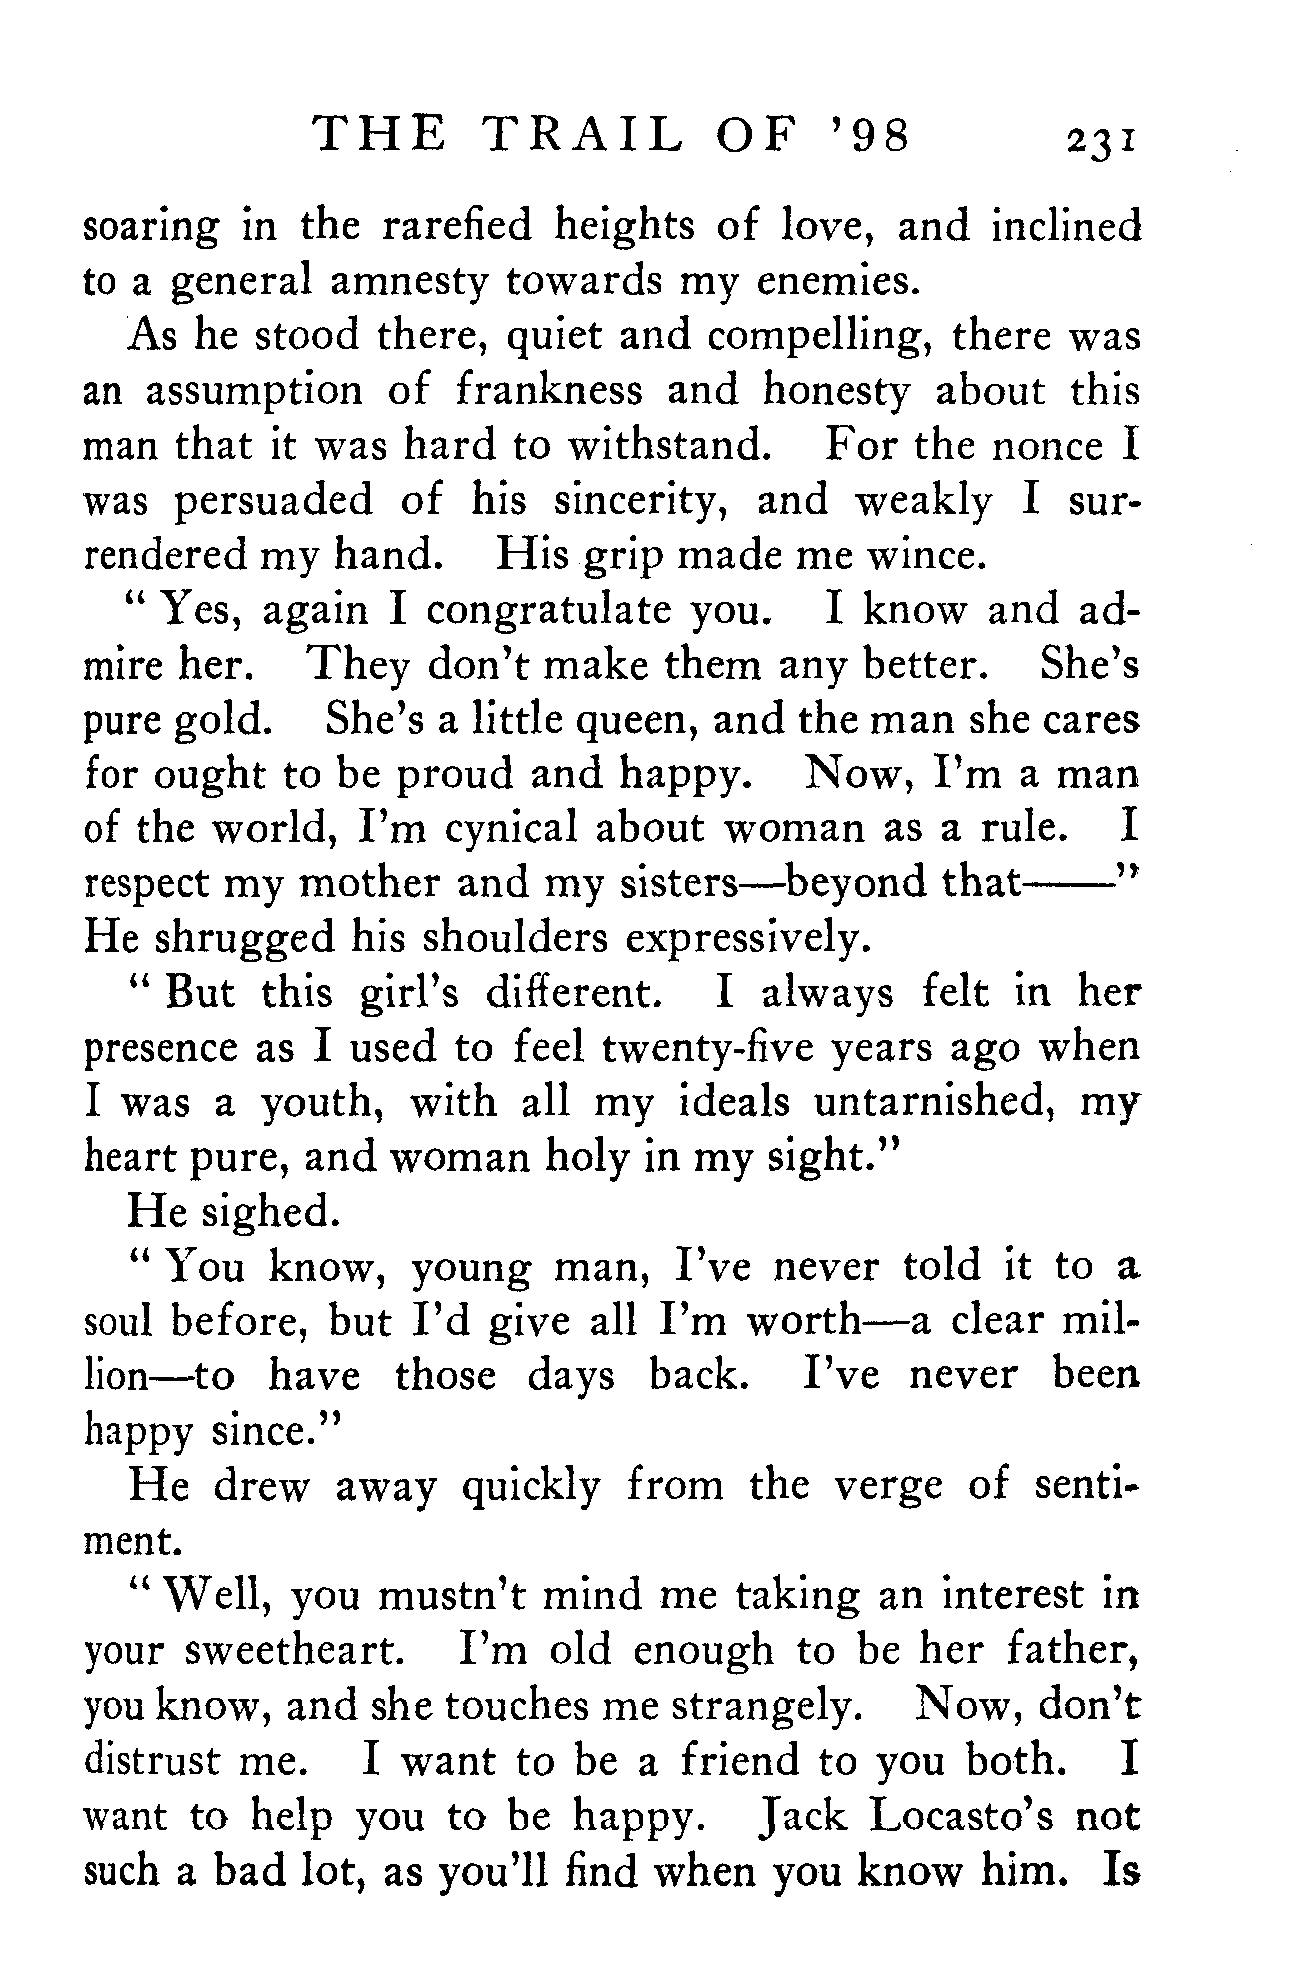 THE TRAIL OF '98 231
soaring in the rarefied heights of love, and inclined
to a general amnesty towards my enemies.
As he stood there, quiet and compelling, there was
an assumption of frankness and honesty about this
man that it was hard to withstand. For the nonce I
was persuaded of his sincerity, and weakly I sur-
rendered my hand. His grip made me wince.
" Yes, again I congratulate you. I know and ad-
mire her. They don't make them any better. She's
pure gold. She's a little queen, and the man she cares
for ought to be proud and happy. Now, I'm a man
of the world, I'm cynical about woman as a rule. I
respect my mother and my sisters—beyond that——"
He shrugged his shoulders expressively.
" But this girl's different. I always felt in her
presence as I used to feel twenty-five years ago when
I was a youth, with all my ideals untarnished, my
heart pure, and woman holy in my sight."
He sighed.
" You know, young man, I've never told it to a
soul before, but I'd give all I'm worth—a clear mil-
lion—to have those days back. I've never been
happy since."
He drew away quickly from the verge of senti-
ment.
" Well, you mustn't mind me taking an interest in
your sweetheart. I'm old enough to be her father,
you know, and she touches me strangely. Now, don't
distrust me. I want to be a friend to you both. I
want to help you to be happy. Jack Locasto's not
such a bad lot, as you'll find when you know him. Is